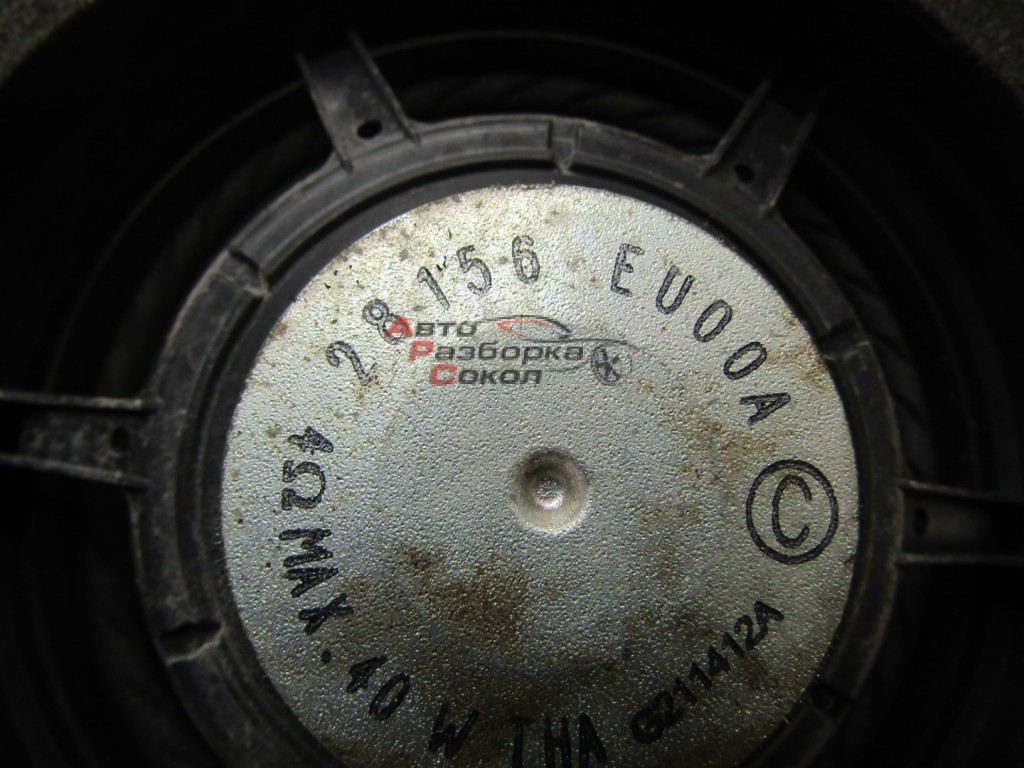 28156 EU00A
Авто
Разборка
Сокол
4Ω MAX. 40 W THA
C
G211412A